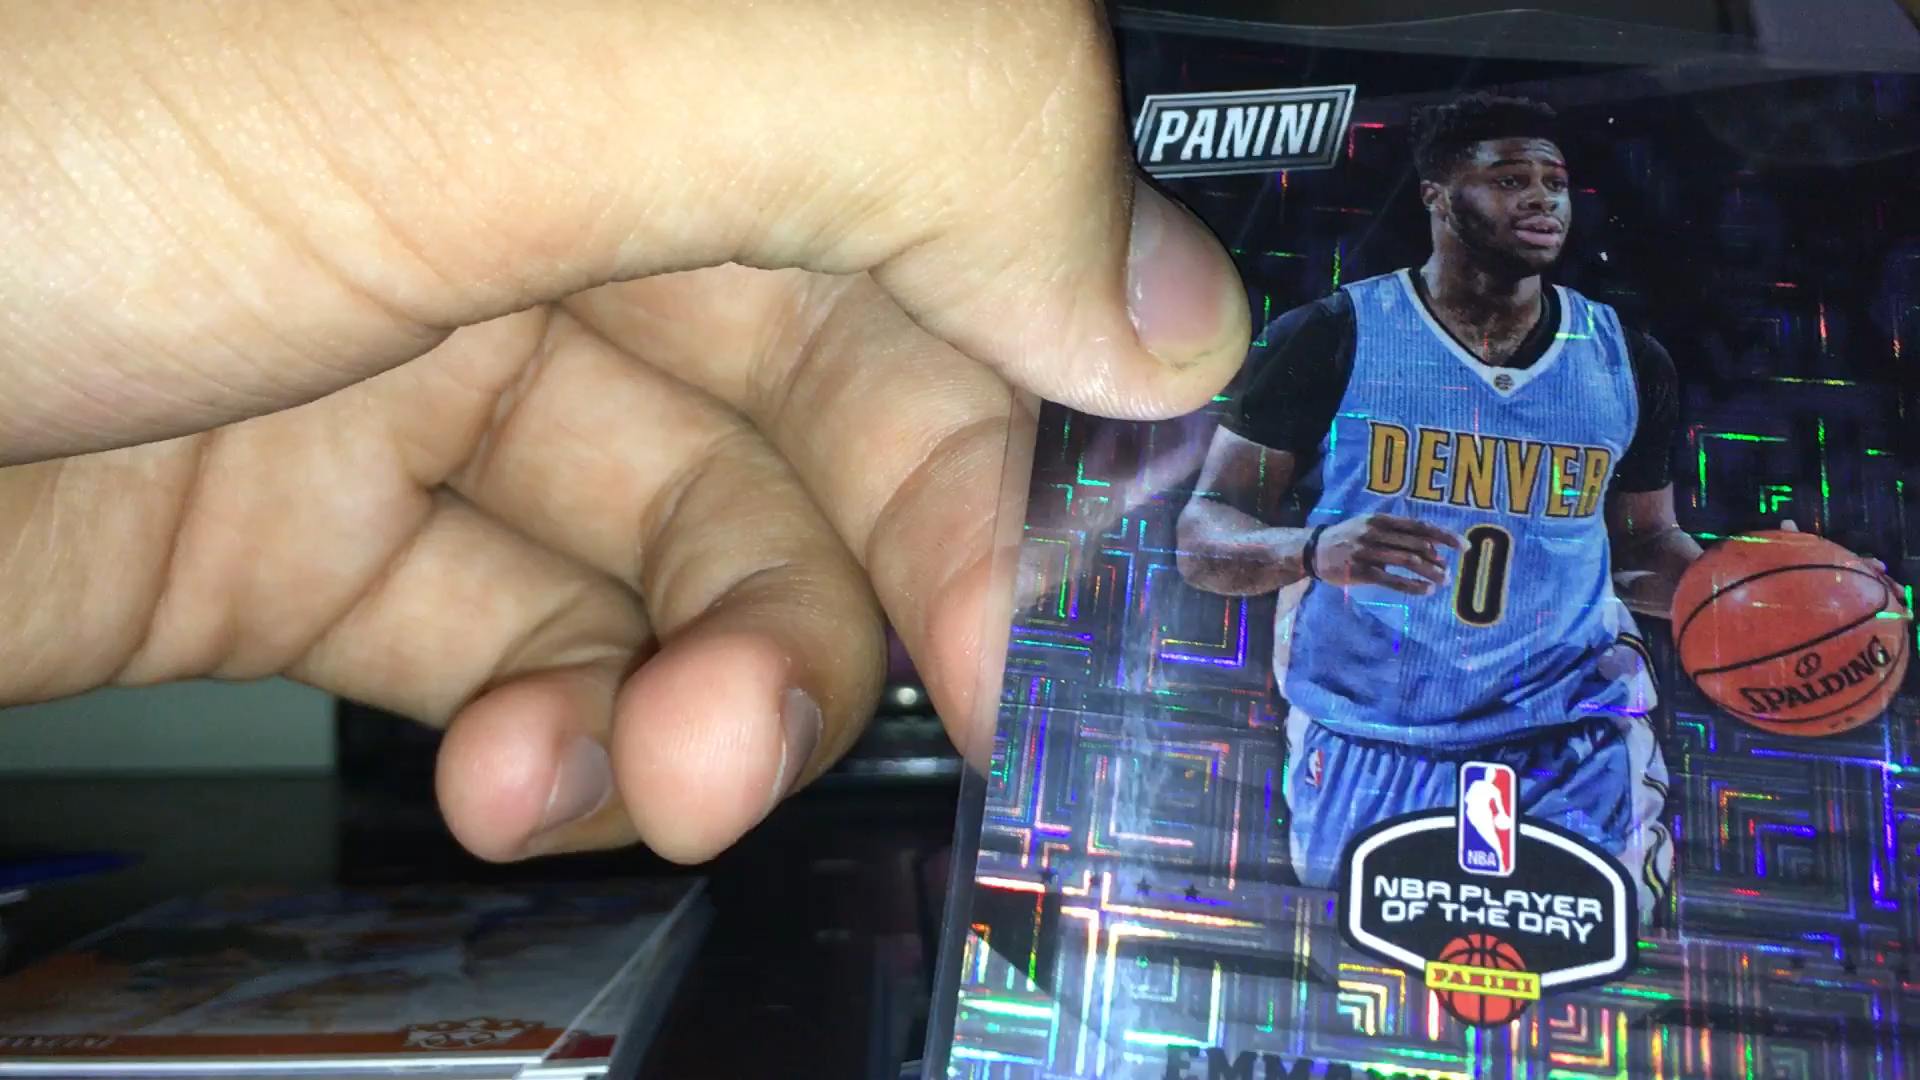 PANINI
DENVER
0
SPALDING
NBA
NBA PLAYER
OF THE DAY
PANINI